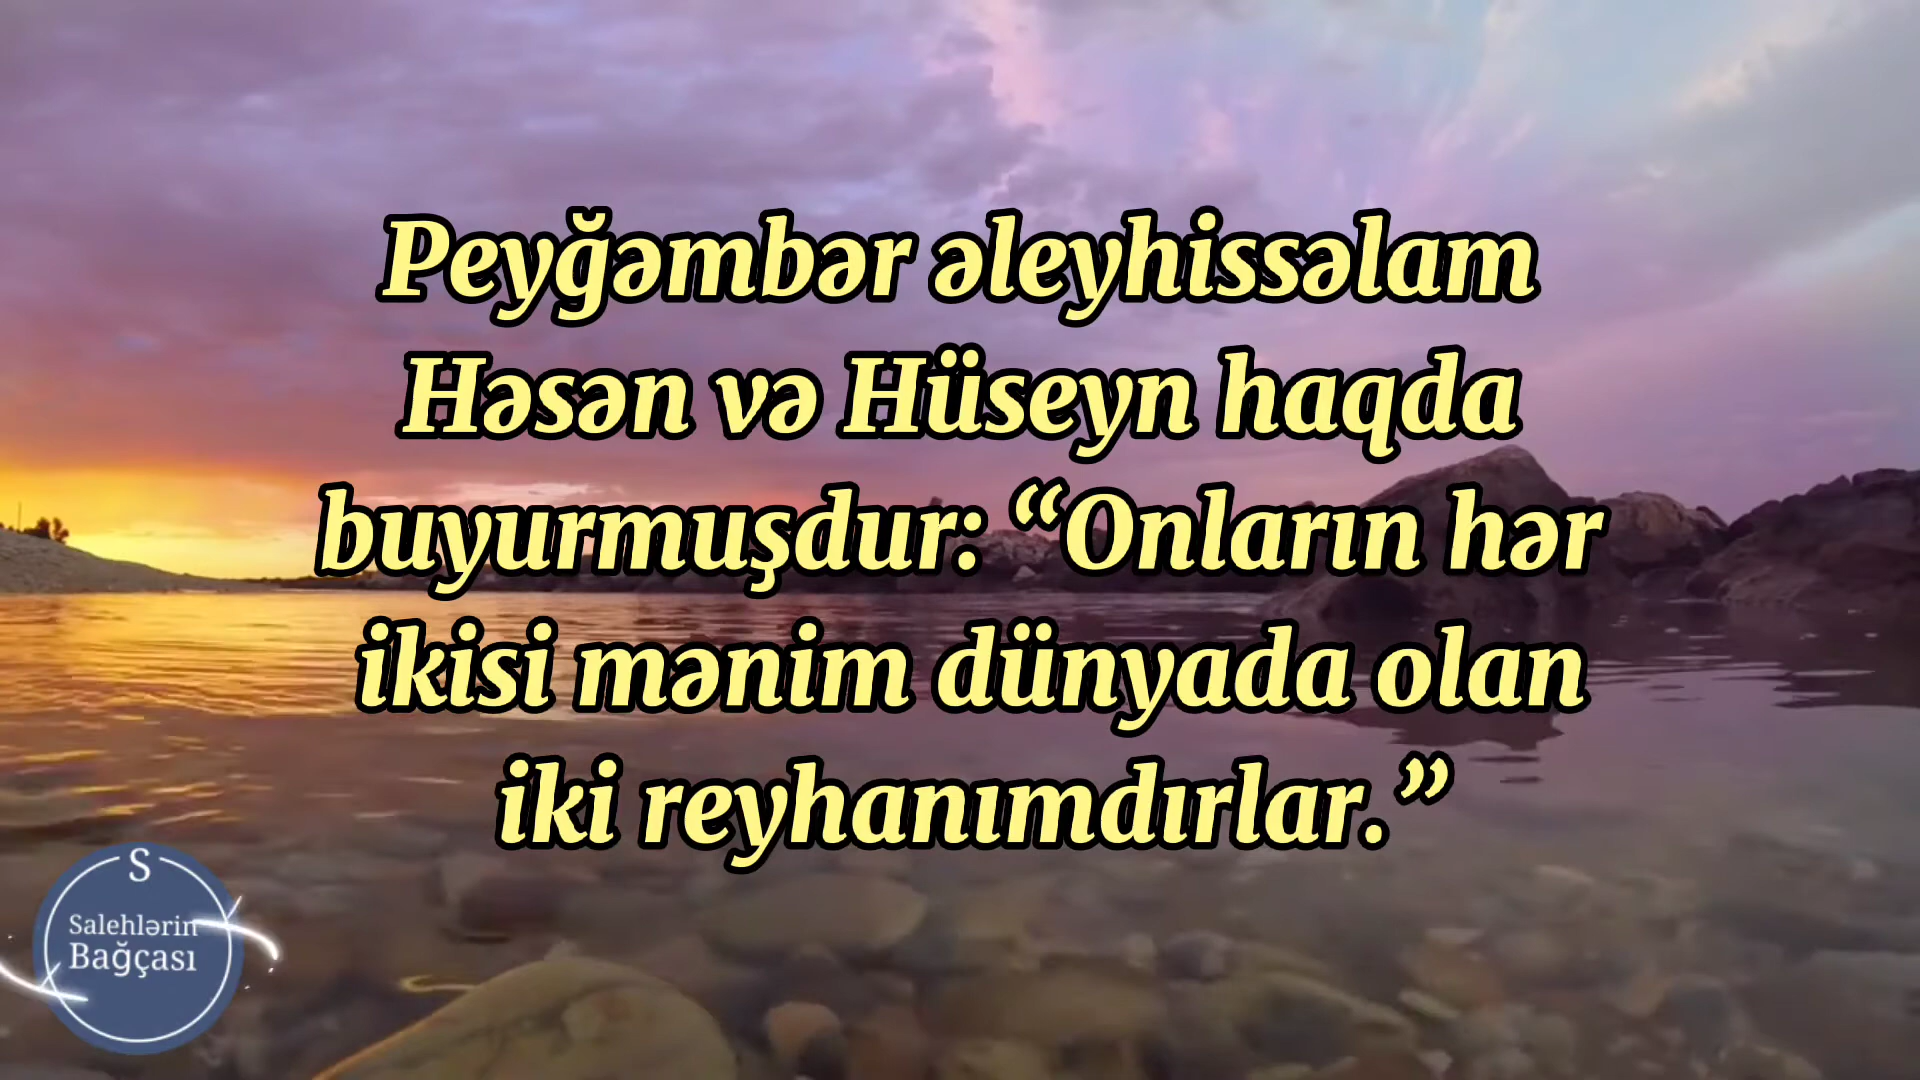 Peyğəmbər əleyhissəlam
Həsən və Hüseyn haqda
buyurmuşdur: “Onların hər
ikisi mənim dünyada olan
iki reyhanımdırlar.”
S
Salehlərin
Bağçası